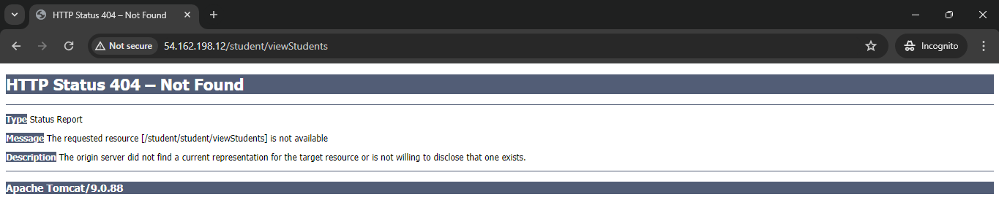 HTTP Status 404 – Not Found
Not secure 54.162.198.12/student/viewStudents Incognito
HTTP Status 404 – Not Found
Type Status Report
Message The requested resource [/student/student/viewStudents] is not available
Description The origin server did not find a current representation for the target resource or is not willing to disclose that one exists.
Apache Tomcat/9.0.88